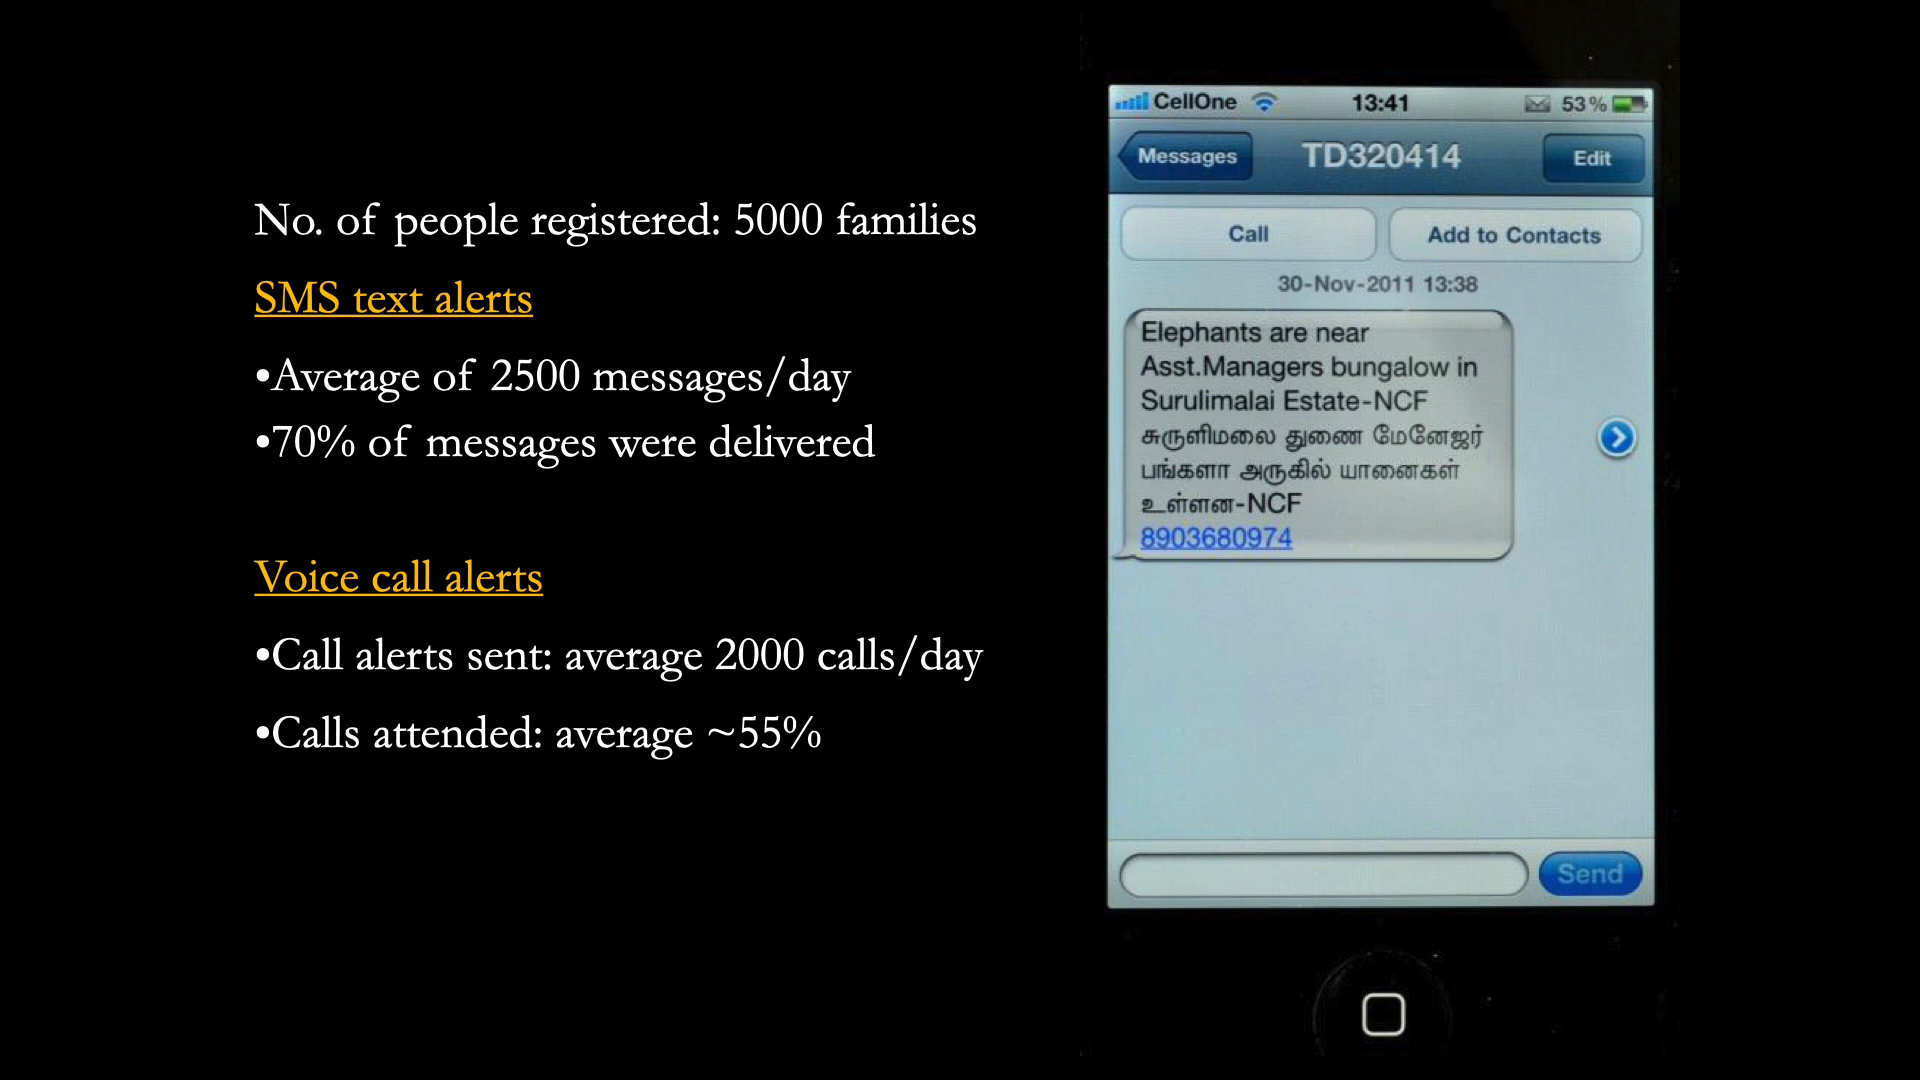 No. of people registered: 5000 families
SMS text alerts
•Average of 2500 messages/day
•70% of messages were delivered
Voice call alerts
•Call alerts sent: average 2000 calls/day
•Calls attended: average ~55%
CellOne 13:41 53%
Messages TD320414 Edit
Call Add to Contacts
30-Nov-2011 13:38
Elephants are near
Asst.Managers bungalow in
Surulimalai Estate-NCF
சுருளிமலை துணை மேனேஜர்
பங்களா அருகில் யானைகள்
உள்ளன-NCF
8903680974
Send